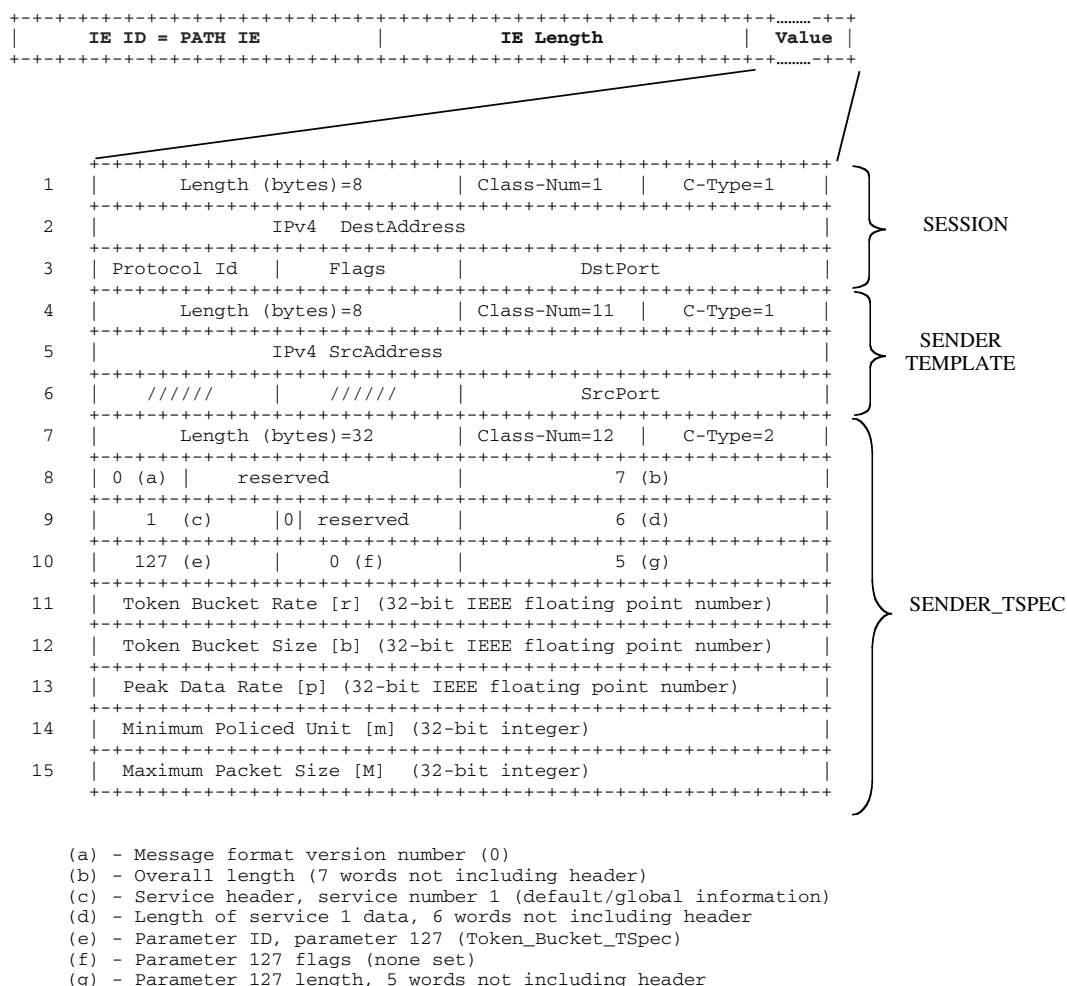 +-+-+-+-+-+-+-+-+-+-+-+-+-+-+-+-+-+-+-+-+-+-+-+-+-+-+-+-+-+-+-+-+-+.........-+-+
| IE ID = PATH IE | IE Length | Value |
+-+-+-+-+-+-+-+-+-+-+-+-+-+-+-+-+-+-+-+-+-+-+-+-+-+-+-+-+-+-+-+-+-+.........-+-+
+-+-+-+-+-+-+-+-+-+-+-+-+-+-+-+-+-+-+-+-+-+-+-+-+-+-+-+-+-+-+-+-+
1 | Length (bytes)=8 | Class-Num=1 | C-Type=1 |
+-+-+-+-+-+-+-+-+-+-+-+-+-+-+-+-+-+-+-+-+-+-+-+-+-+-+-+-+-+-+-+-+
2 | IPv4 DestAddress | SESSION
+-+-+-+-+-+-+-+-+-+-+-+-+-+-+-+-+-+-+-+-+-+-+-+-+-+-+-+-+-+-+-+-+
3 | Protocol Id | Flags | DstPort |
+-+-+-+-+-+-+-+-+-+-+-+-+-+-+-+-+-+-+-+-+-+-+-+-+-+-+-+-+-+-+-+-+
4 | Length (bytes)=8 | Class-Num=11 | C-Type=1 |
+-+-+-+-+-+-+-+-+-+-+-+-+-+-+-+-+-+-+-+-+-+-+-+-+-+-+-+-+-+-+-+-+
5 | IPv4 SrcAddress | SENDER
TEMPLATE
+-+-+-+-+-+-+-+-+-+-+-+-+-+-+-+-+-+-+-+-+-+-+-+-+-+-+-+-+-+-+-+-+
6 | ////// | ////// | SrcPort |
+-+-+-+-+-+-+-+-+-+-+-+-+-+-+-+-+-+-+-+-+-+-+-+-+-+-+-+-+-+-+-+-+
7 | Length (bytes)=32 | Class-Num=12 | C-Type=2 |
+-+-+-+-+-+-+-+-+-+-+-+-+-+-+-+-+-+-+-+-+-+-+-+-+-+-+-+-+-+-+-+-+
8 | 0 (a) | reserved | 7 (b) |
+-+-+-+-+-+-+-+-+-+-+-+-+-+-+-+-+-+-+-+-+-+-+-+-+-+-+-+-+-+-+-+-+
9 | 1 (c) |0| reserved | 6 (d) |
+-+-+-+-+-+-+-+-+-+-+-+-+-+-+-+-+-+-+-+-+-+-+-+-+-+-+-+-+-+-+-+-+
10 | 127 (e) | 0 (f) | 5 (g) |
+-+-+-+-+-+-+-+-+-+-+-+-+-+-+-+-+-+-+-+-+-+-+-+-+-+-+-+-+-+-+-+-+
11 | Token Bucket Rate [r] (32-bit IEEE floating point number) | SENDER_TSPEC
+-+-+-+-+-+-+-+-+-+-+-+-+-+-+-+-+-+-+-+-+-+-+-+-+-+-+-+-+-+-+-+-+
12 | Token Bucket Size [b] (32-bit IEEE floating point number) |
+-+-+-+-+-+-+-+-+-+-+-+-+-+-+-+-+-+-+-+-+-+-+-+-+-+-+-+-+-+-+-+-+
13 | Peak Data Rate [p] (32-bit IEEE floating point number) |
+-+-+-+-+-+-+-+-+-+-+-+-+-+-+-+-+-+-+-+-+-+-+-+-+-+-+-+-+-+-+-+-+
14 | Minimum Policed Unit [m] (32-bit integer) |
+-+-+-+-+-+-+-+-+-+-+-+-+-+-+-+-+-+-+-+-+-+-+-+-+-+-+-+-+-+-+-+-+
15 | Maximum Packet Size [M] (32-bit integer) |
+-+-+-+-+-+-+-+-+-+-+-+-+-+-+-+-+-+-+-+-+-+-+-+-+-+-+-+-+-+-+-+-+
(a) - Message format version number (0)
(b) - Overall length (7 words not including header)
(c) - Service header, service number 1 (default/global information)
(d) - Length of service 1 data, 6 words not including header
(e) - Parameter ID, parameter 127 (Token_Bucket_TSpec)
(f) - Parameter 127 flags (none set)
(g) - Parameter 127 length, 5 words not including header